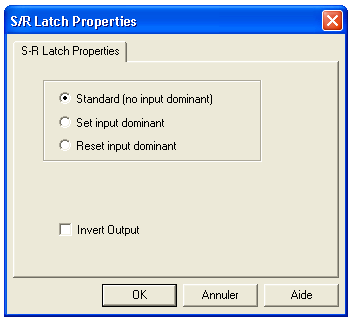 S/R Latch Properties
S-R Latch Properties
Standard (no input dominant)
Set input dominant
Reset input dominant
Invert Output
OK Annuler Aide